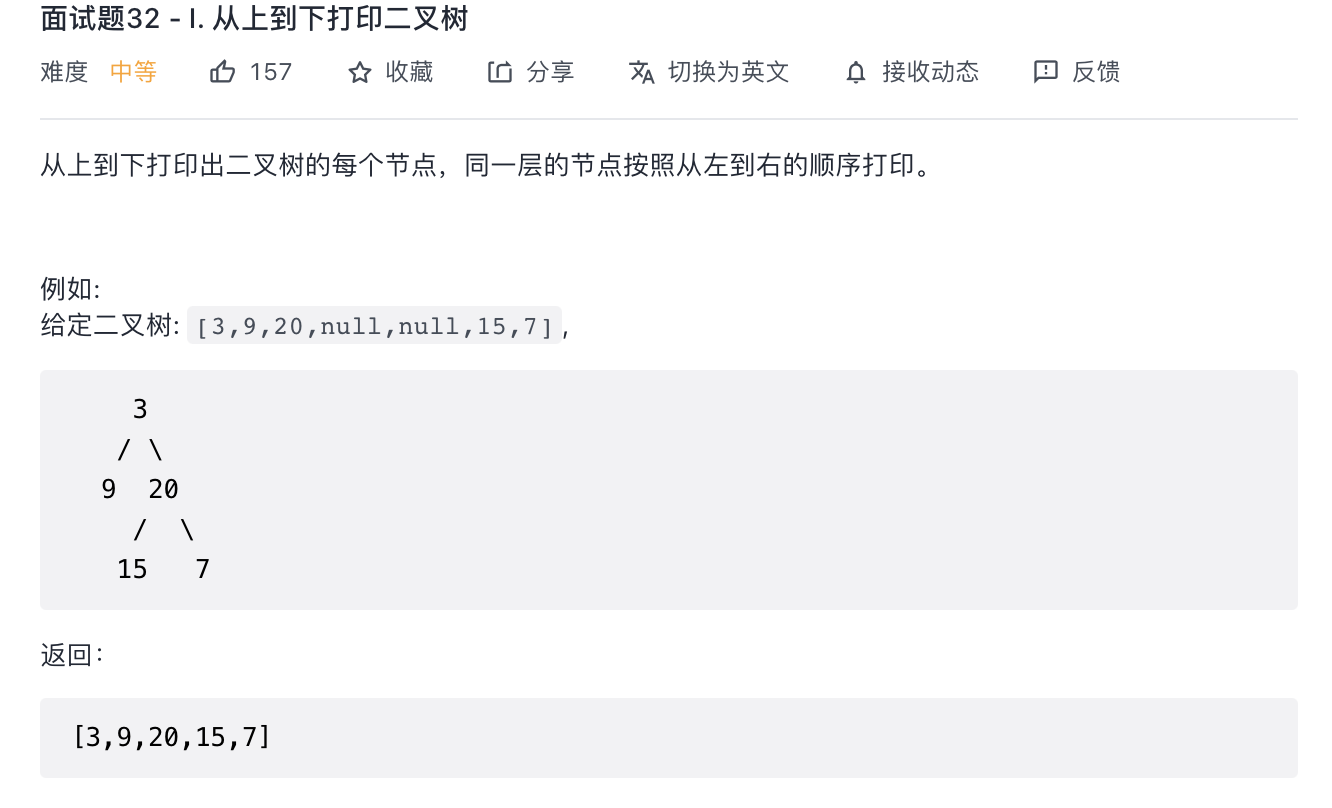 面试题32 - I. 从上到下打印二叉树
难度 中等 157 收藏 分享 切换为英文 接收动态 反馈
从上到下打印出二叉树的每个节点，同一层的节点按照从左到右的顺序打印。
例如:
给定二叉树: [3,9,20,null,null,15,7],
3
/ \
9 20
/ \
15 7
返回：
[3,9,20,15,7]